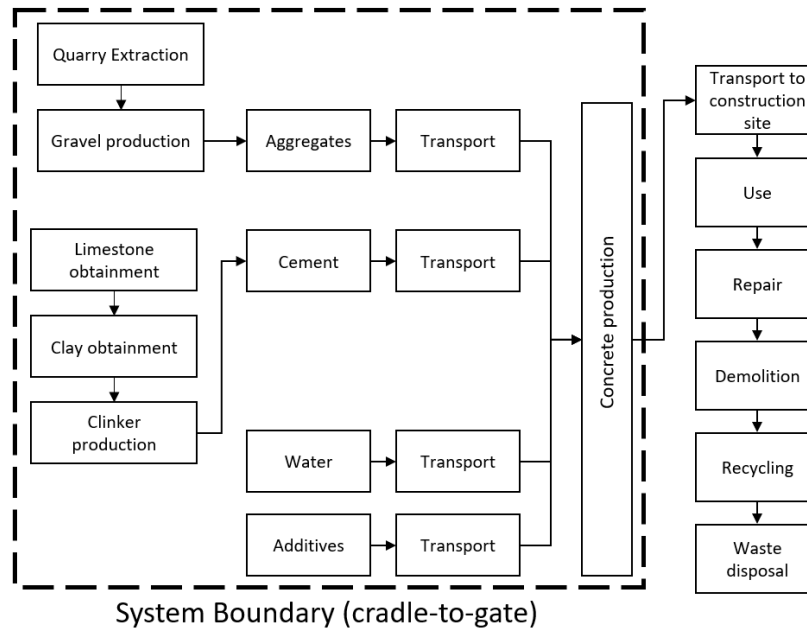 Quarry Extraction
Gravel production
Aggregates
Transport
Limestone
obtainment
Cement
Transport
Clay obtainment
Clinker
production
Water
Transport
Additives
Transport
Concrete production
Transport to
construction
site
Use
Repair
Demolition
Recycling
Waste
disposal
System Boundary (cradle-to-gate)